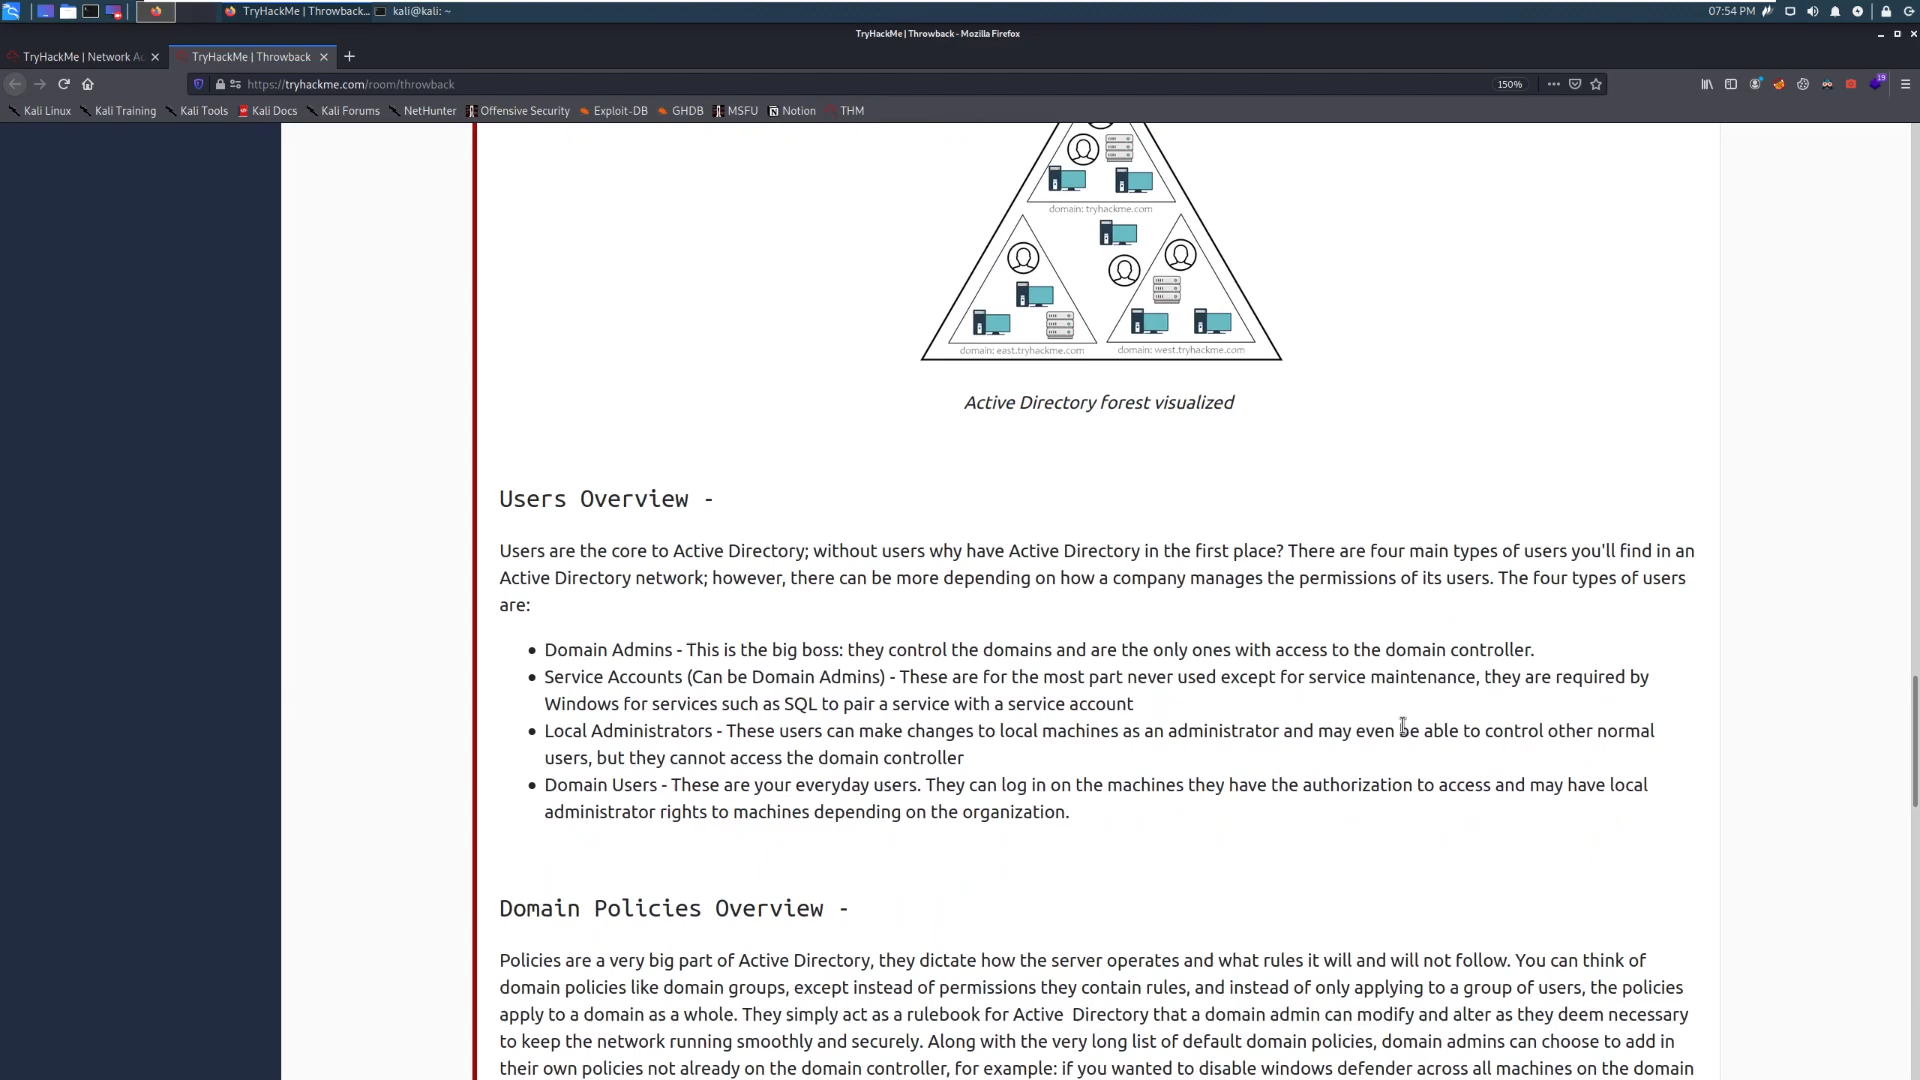 TryHackMe | Throwback...
kali@kali: ~
07:54 PM
TryHackMe | Throwback - Mozilla Firefox
TryHackMe | Network Ac
TryHackMe | Throwback
https://tryhackme.com/room/throwback
150%
19
Kali Linux
Kali Training
Kali Tools
Kali Docs
Kali Forums
NetHunter
Offensive Security
Exploit-DB
GHDB
MSFU
Notion
THM
domain: tryhackme.com
domain: east.tryhackme.com
domain: west.tryhackme.com
Active Directory forest visualized
Users Overview -
Users are the core to Active Directory; without users why have Active Directory in the first place? There are four main types of users you'll find in an
Active Directory network; however, there can be more depending on how a company manages the permissions of its users. The four types of users
are:
• Domain Admins - This is the big boss: they control the domains and are the only ones with access to the domain controller.
• Service Accounts (Can be Domain Admins) - These are for the most part never used except for service maintenance, they are required by
Windows for services such as SQL to pair a service with a service account
• Local Administrators - These users can make changes to local machines as an administrator and may even be able to control other normal
users, but they cannot access the domain controller
• Domain Users - These are your everyday users. They can log in on the machines they have the authorization to access and may have local
administrator rights to machines depending on the organization.
Domain Policies Overview -
Policies are a very big part of Active Directory, they dictate how the server operates and what rules it will and will not follow. You can think of
domain policies like domain groups, except instead of permissions they contain rules, and instead of only applying to a group of users, the policies
apply to a domain as a whole. They simply act as a rulebook for Active  Directory that a domain admin can modify and alter as they deem necessary
to keep the network running smoothly and securely. Along with the very long list of default domain policies, domain admins can choose to add in
their own policies not already on the domain controller, for example: if you wanted to disable windows defender across all machines on the domain